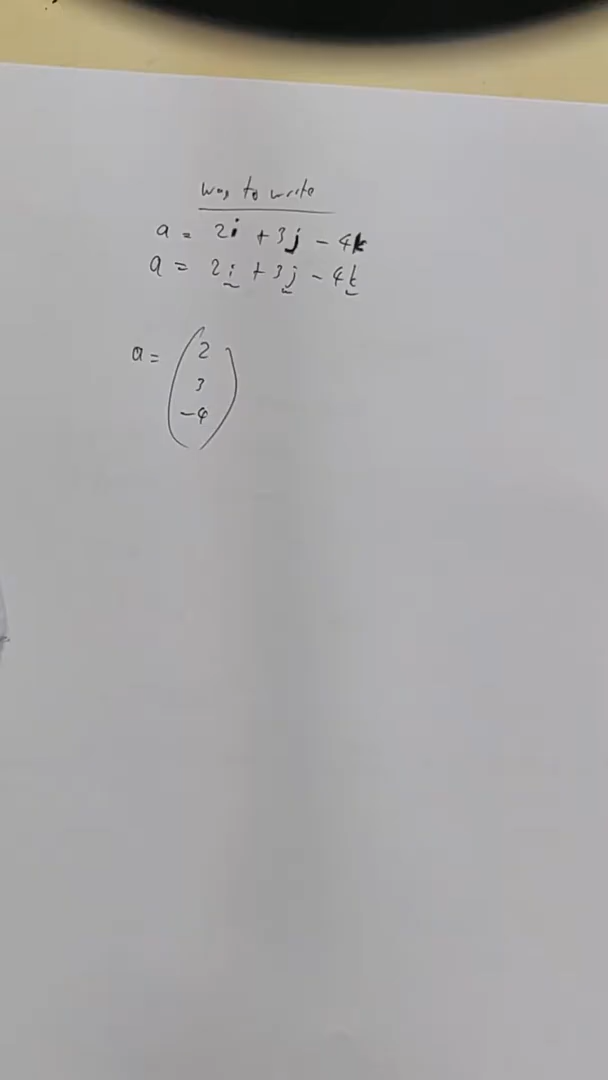 ways to write
a = 2i + 3j - 4k
a = 2i + 3j - 4k
a = (2
3
-4)